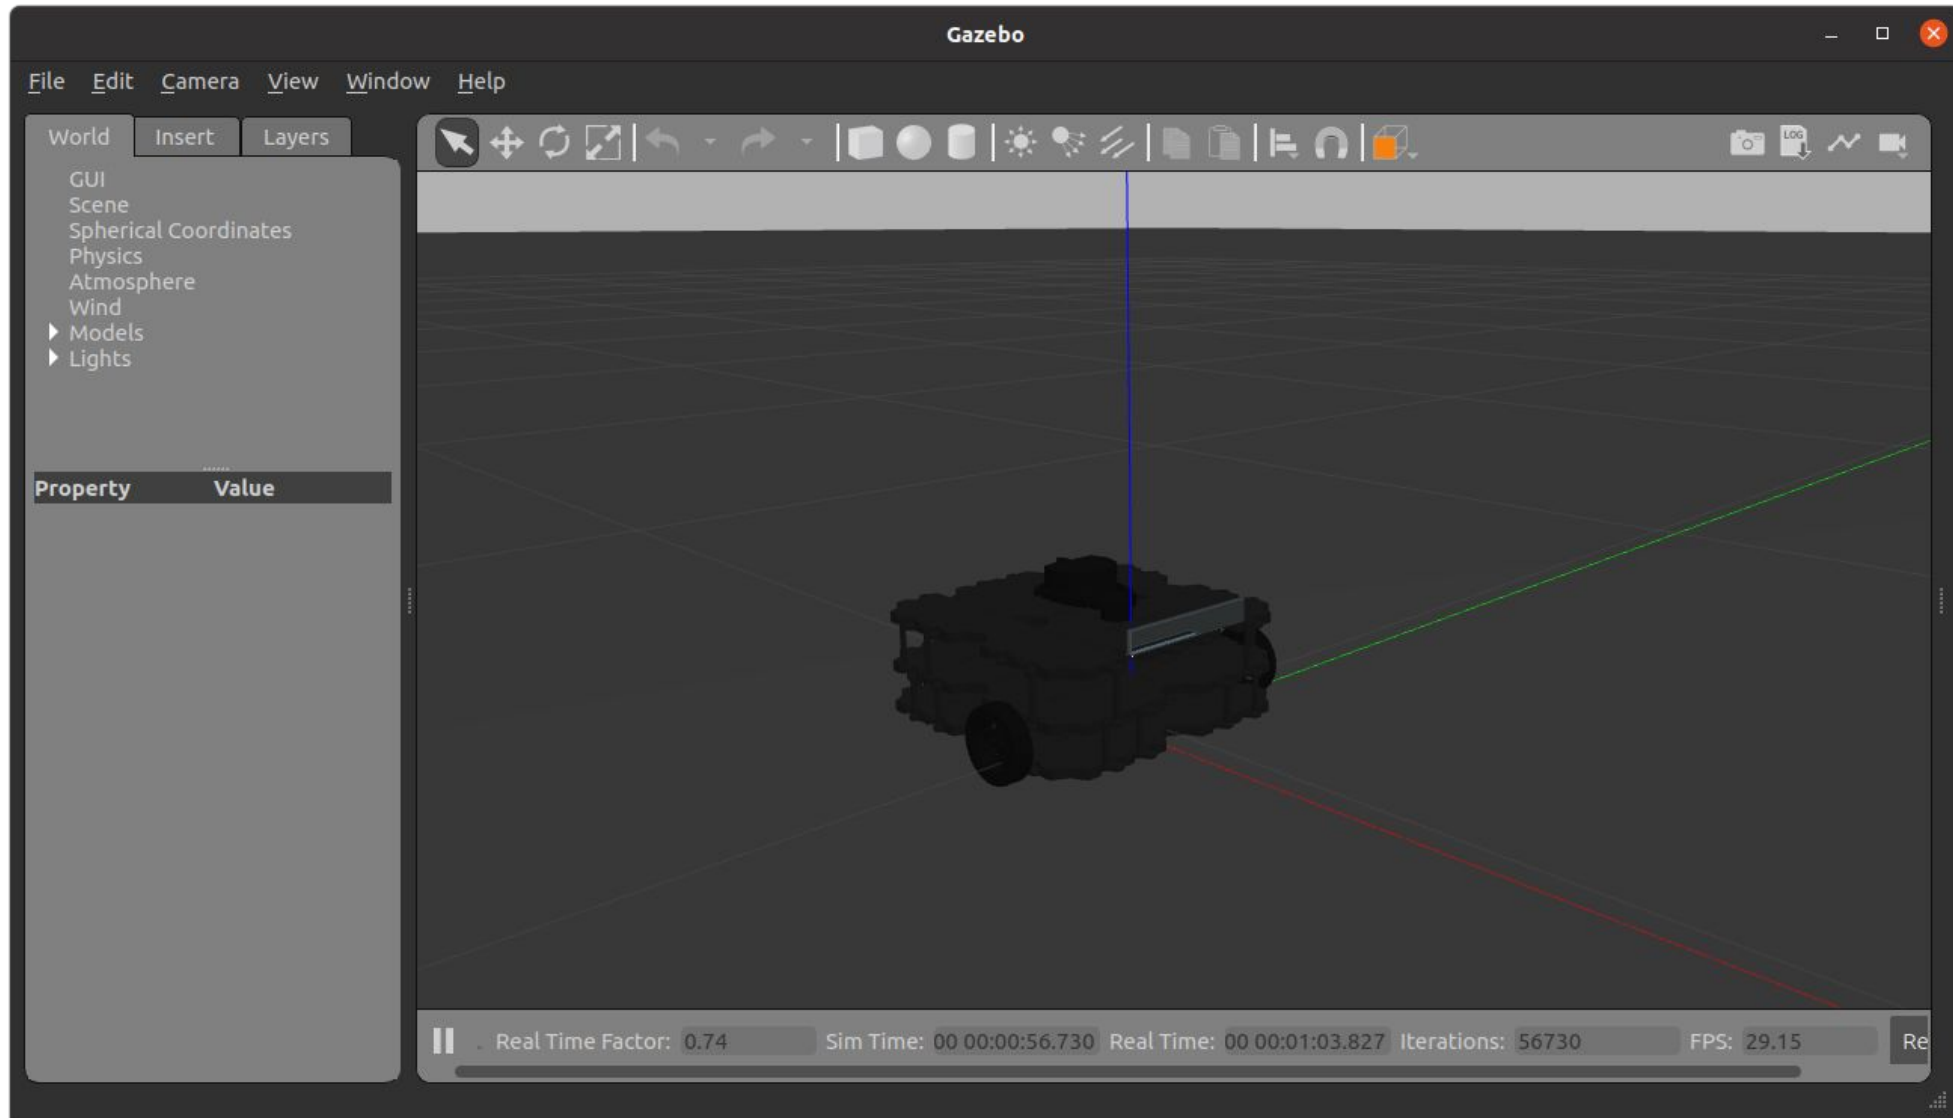 Gazebo
File Edit Camera View Window Help
World Insert Layers
LOG
GUI
Scene
Spherical Coordinates
Physics
Atmosphere
Wind
Models
Lights
Property Value
Real Time Factor: 0.74 Sim Time: 00 00:00:56.730 Real Time: 00 00:01:03.827 Iterations: 56730 FPS: 29.15 Re